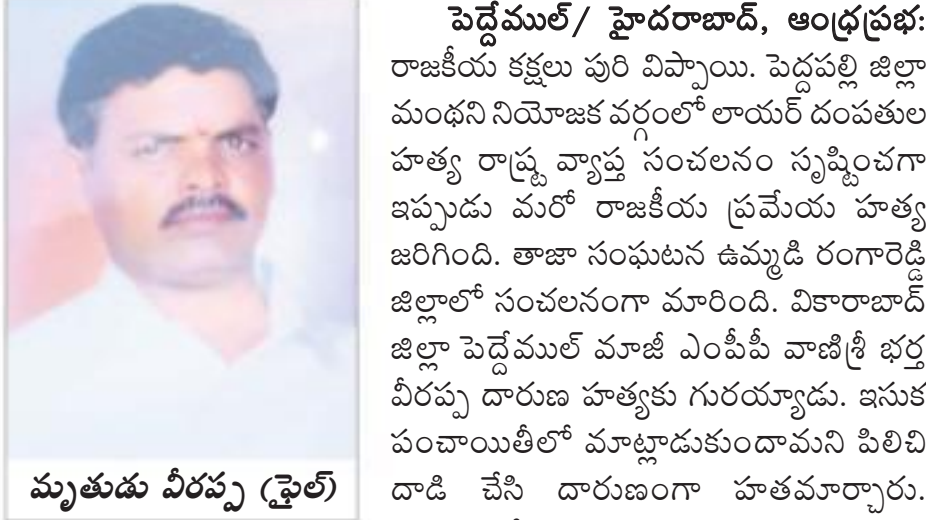 పెద్దేముల్/ హైదరాబాద్, ఆంధ్రప్రభ:
రాజకీయ కక్షలు పురి విప్పాయి. పెద్దపల్లి జిల్లా
మంథని నియోజక వర్గంలో లాయర్ దంపతుల
హత్య రాష్ట్ర వ్యాప్త సంచలనం సృష్టించగా
ఇప్పుడు మరో రాజకీయ ప్రమేయ హత్య
జరిగింది. తాజా సంఘటన ఉమ్మడి రంగారెడ్డి
జిల్లాలో సంచలనంగా మారింది. వికారాబాద్
జిల్లా పెద్దేముల్ మాజీ ఎంపీపీ వాణిశ్రీ భర్త
వీరప్ప దారుణ హత్యకు గురయ్యాడు. ఇసుక
పంచాయితీలో మాట్లాడుకుందామని పిలిచి
దాడి చేసి దారుణంగా హతమార్చారు.
మృతుడు వీరప్ప (ఫైల్)